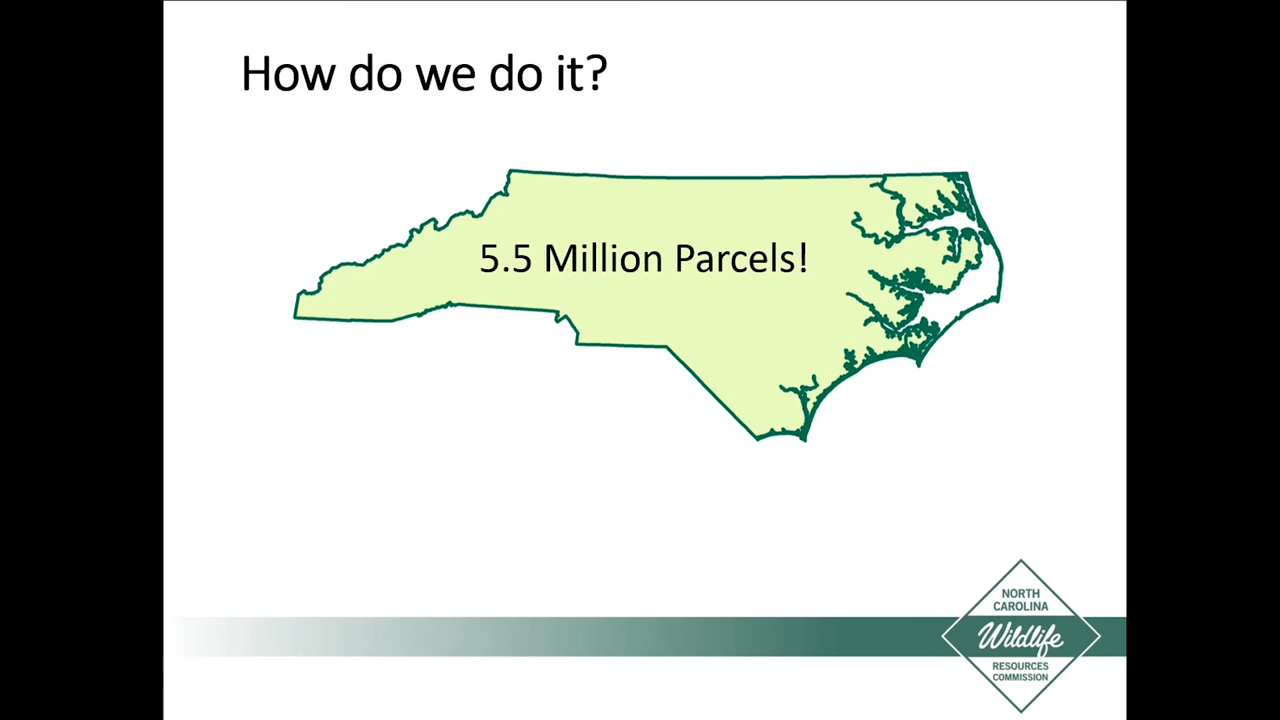 How do we do it?
5.5 Million Parcels!
NORTH
CAROLINA
Wildlife
RESOURCES
COMMISSION